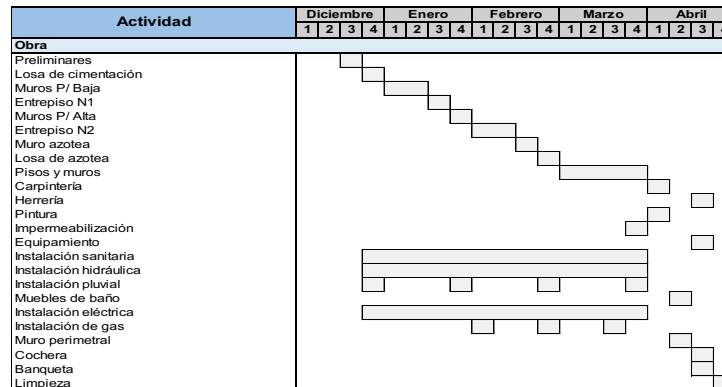 Actividad Diciembre Enero Febrero Marzo Abril
1 2 3 4 1 2 3 4 1 2 3 4 1 2 3 4 1 2 3 4
Obra
Preliminares
Losa de cimentación
Muros P/ Baja
Entrepiso N1
Muros P/ Alta
Entrepiso N2
Muro azotea
Losa de azotea
Pisos y muros
Carpintería
Herrería
Pintura
Impermeabilización
Equipamiento
Instalación sanitaria
Instalación hidráulica
Instalación pluvial
Muebles de baño
Instalación eléctrica
Instalación de gas
Muro perimetral
Cochera
Banqueta
Limpieza